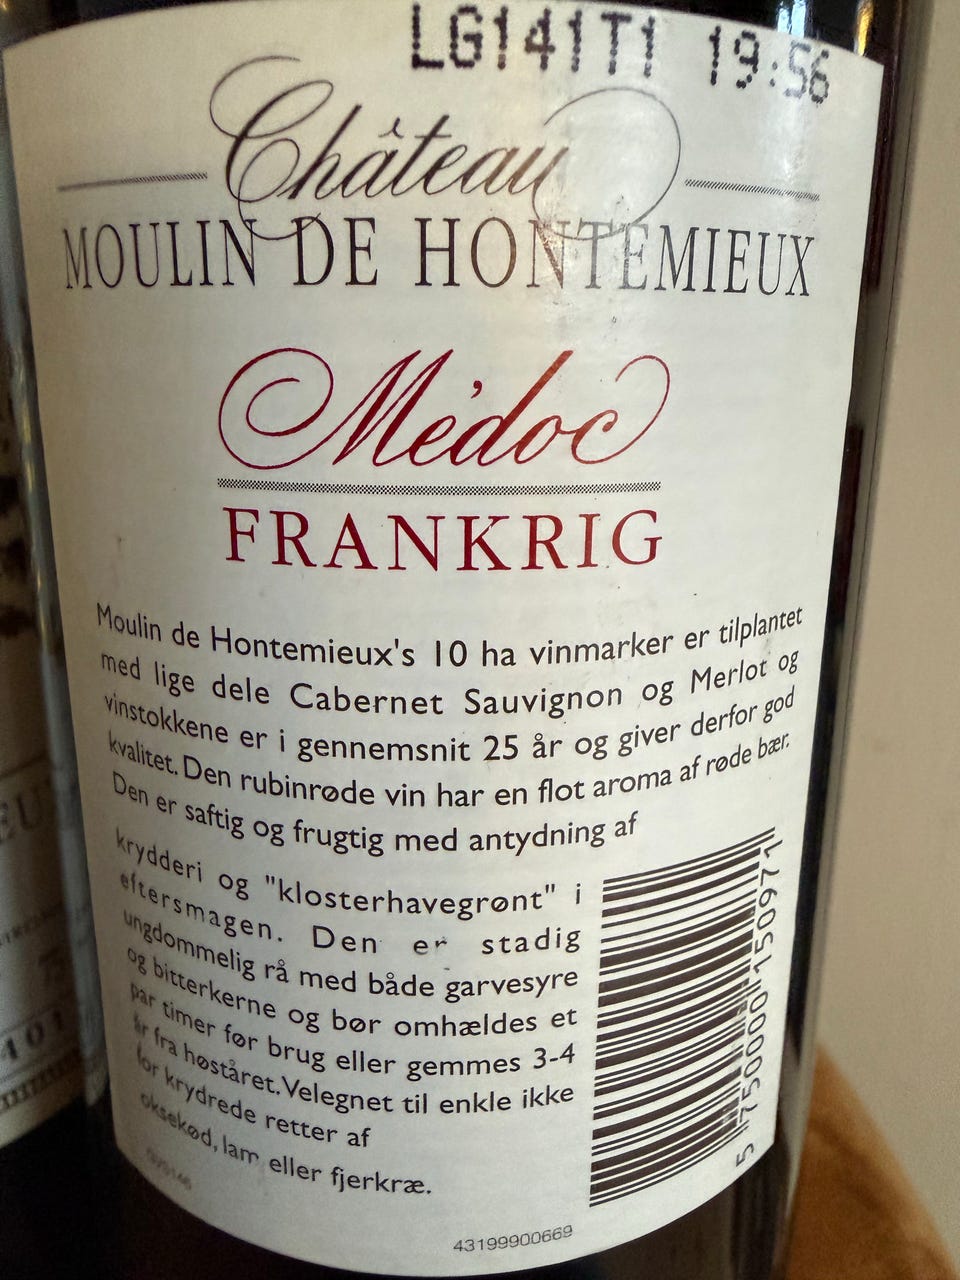 LG141T1 19:56
Château
MOULIN DE HONTEMIEUX
Médoc
FRANKRIG
Moulin de Hontemieux's 10 ha vinmarker er tilplantet
med lige dele Cabernet Sauvignon og Merlot og
vinstokkene er i gennemsnit 25 år og giver derfor god
kvalitet. Den rubinrøde vin har en flot aroma af røde bær.
Den er saftig og frugtig med antydning af
krydderi og "klosterhavegrønt" i
eftersmagen. Den er stadig
ungdommelig rå med både garvesyre
og bitterkerne og bør omhældes et
par timer før brug eller gemmes 3-4
år fra høståret. Velegnet til enkle ikke
for krydrede retter af
oksekød, lam eller fjerkræ.
5 750000 150971
43199900669